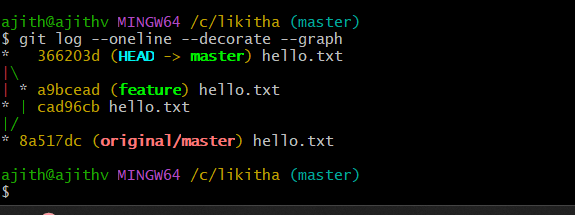 ajith@ajithv MINGW64 /c/likitha (master)
$ git log --oneline --decorate --graph
*   366203d (HEAD -> master) hello.txt
|\
| * a9bcead (feature) hello.txt
* | cad96cb hello.txt
|/
* 8a517dc (original/master) hello.txt
ajith@ajithv MINGW64 /c/likitha (master)
$